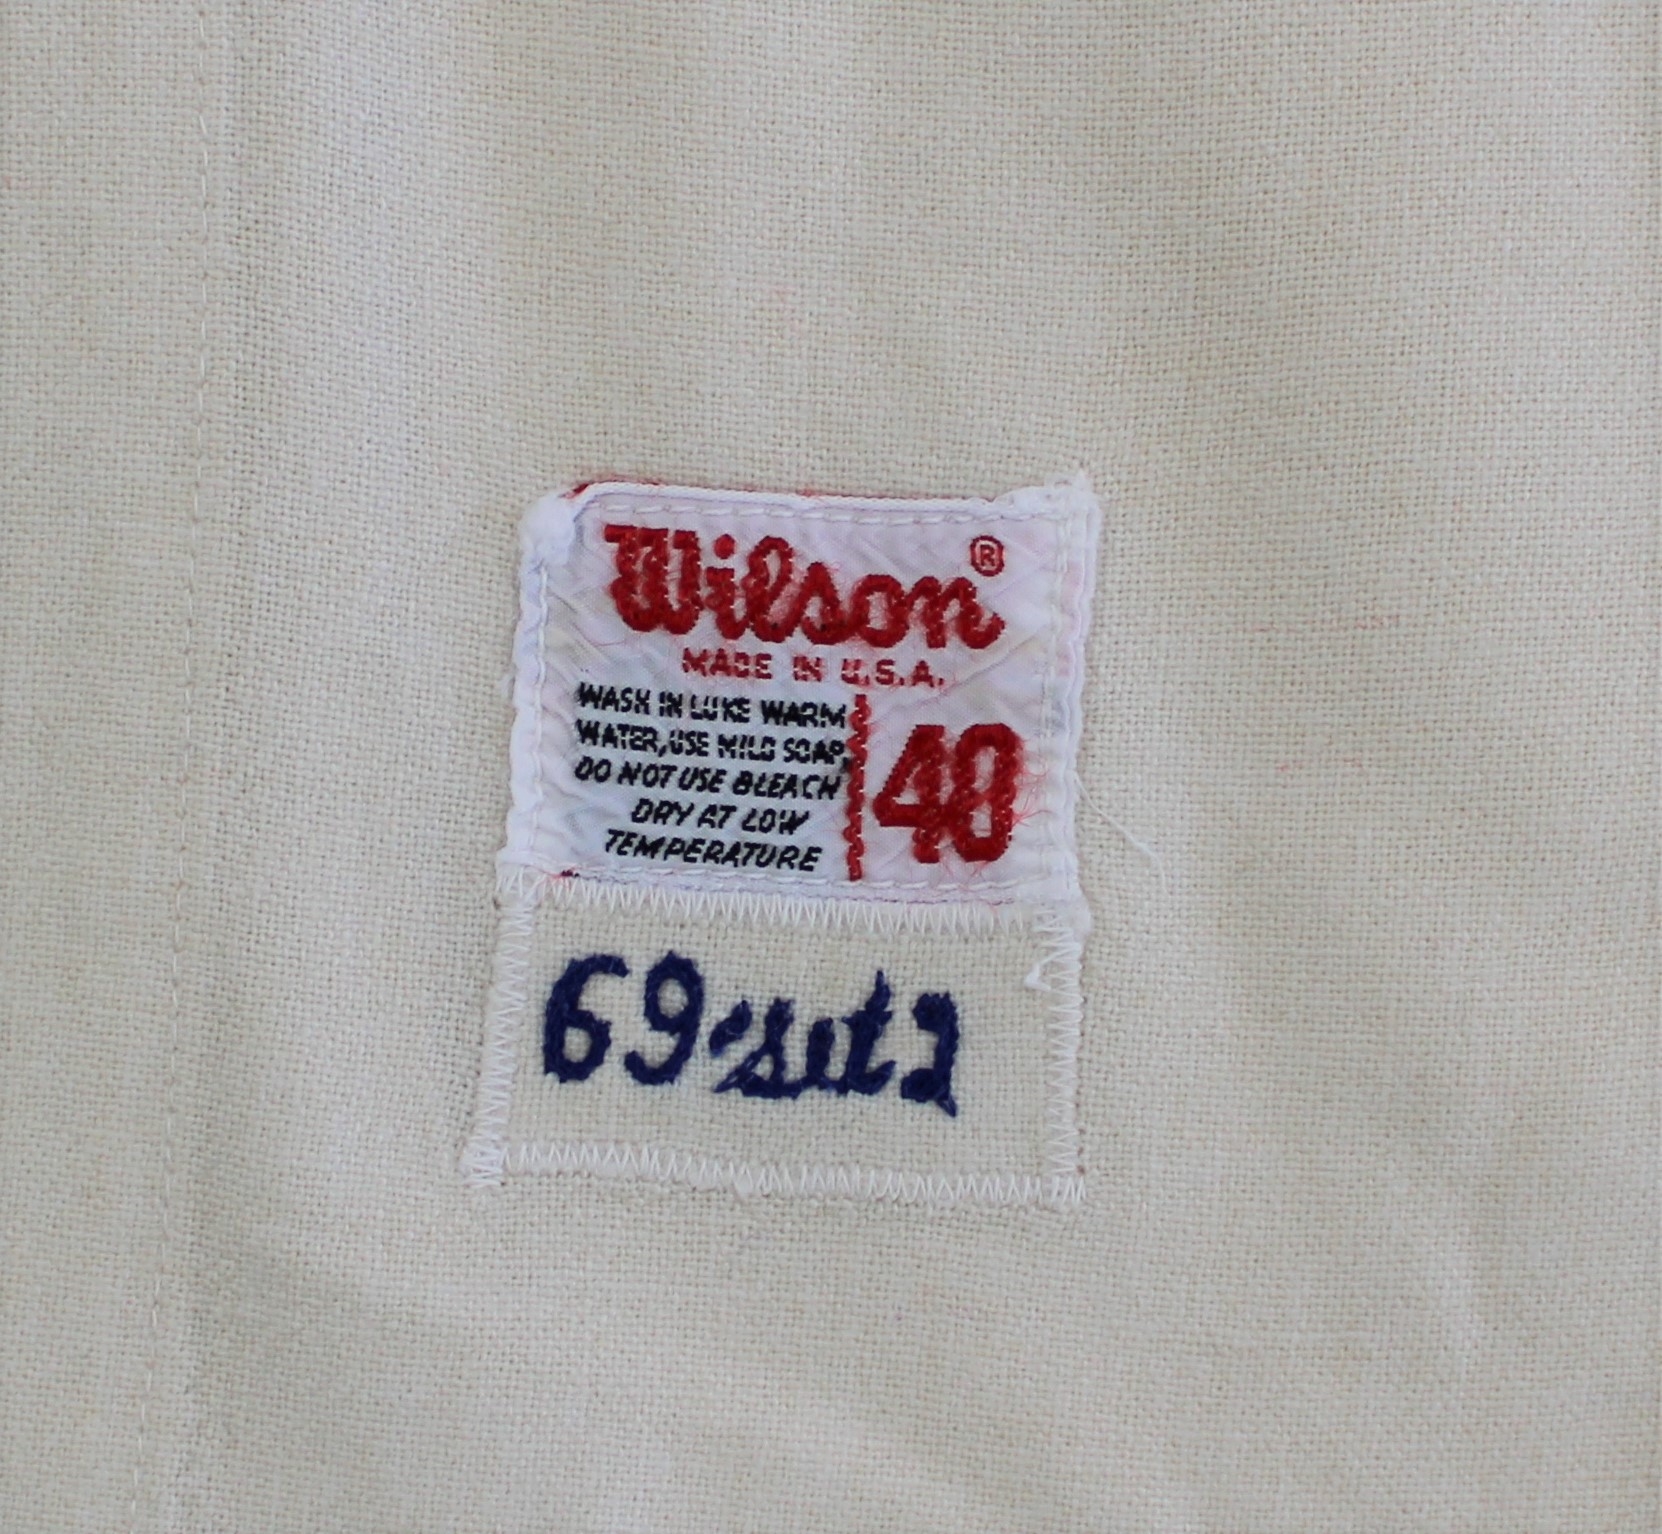 Wilson®
MADE IN U.S.A.
WASH IN LUKE WARM
WATER, USE MILD SOAP,
DO NOT USE BLEACH
DRY AT LOW
TEMPERATURE
40
69-set 2